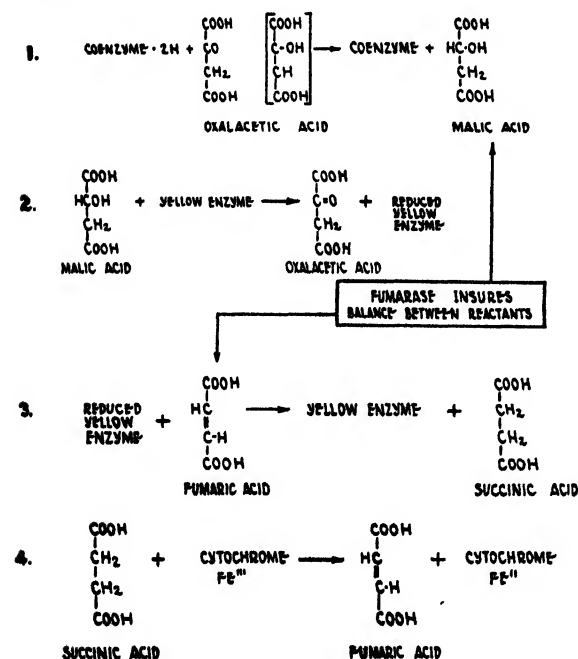 1. COENZYME · 2H + COOH CO CH2 COOH [COOH C-OH CH COOH] → COENZYME + COOH HC·OH CH2 COOH
OXALACETIC ACID MALIC ACID
2. COOH HCOH CH2 COOH + YELLOW ENZYME → COOH C=O CH2 COOH + REDUCED YELLOW ENZYME
MALIC ACID OXALACETIC ACID
FUMARASE INSURES
BALANCE BETWEEN REACTANTS
3. REDUCED YELLOW ENZYME + COOH HC C-H COOH → YELLOW ENZYME + COOH CH2 CH2 COOH
FUMARIC ACID SUCCINIC ACID
4. COOH CH2 CH2 COOH + CYTOCHROME FE''' → COOH HC C·H COOH + CYTOCHROME FE''
SUCCINIC ACID FUMARIC ACID